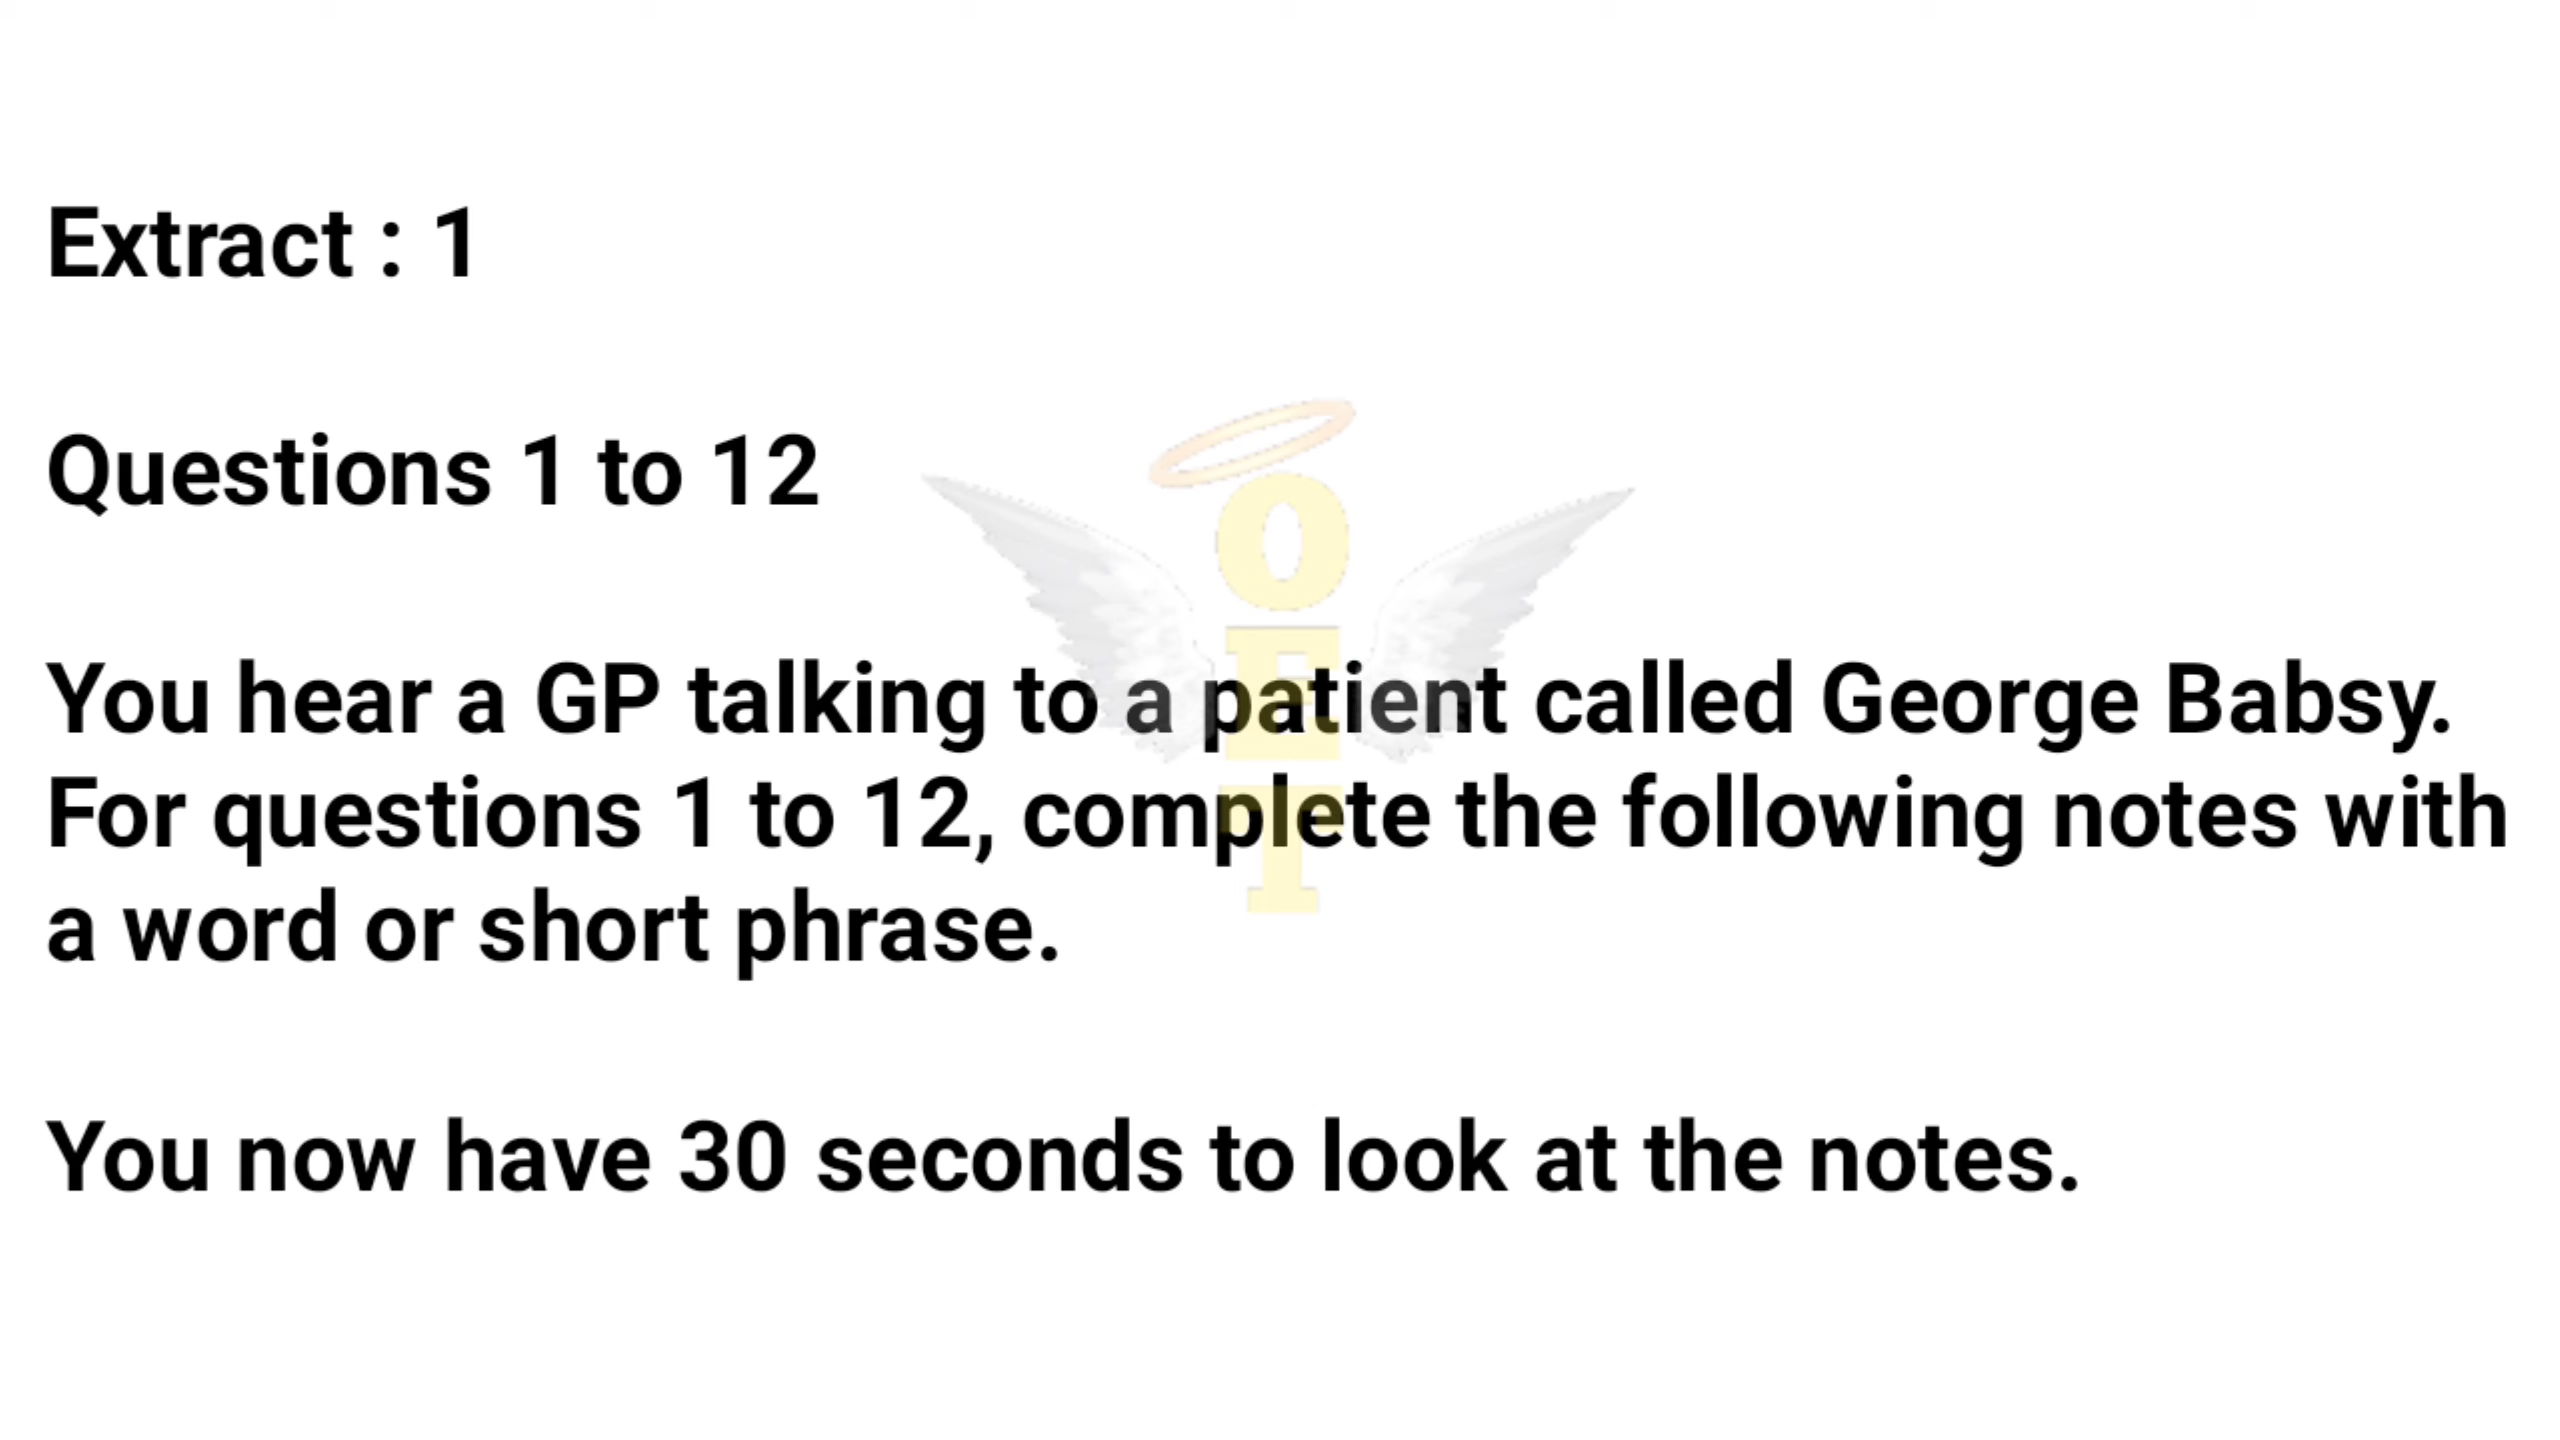 Extract : 1
Questions 1 to 12
You hear a GP talking to a patient called George Babsy.
For questions 1 to 12, complete the following notes with
a word or short phrase.
You now have 30 seconds to look at the notes.
OET